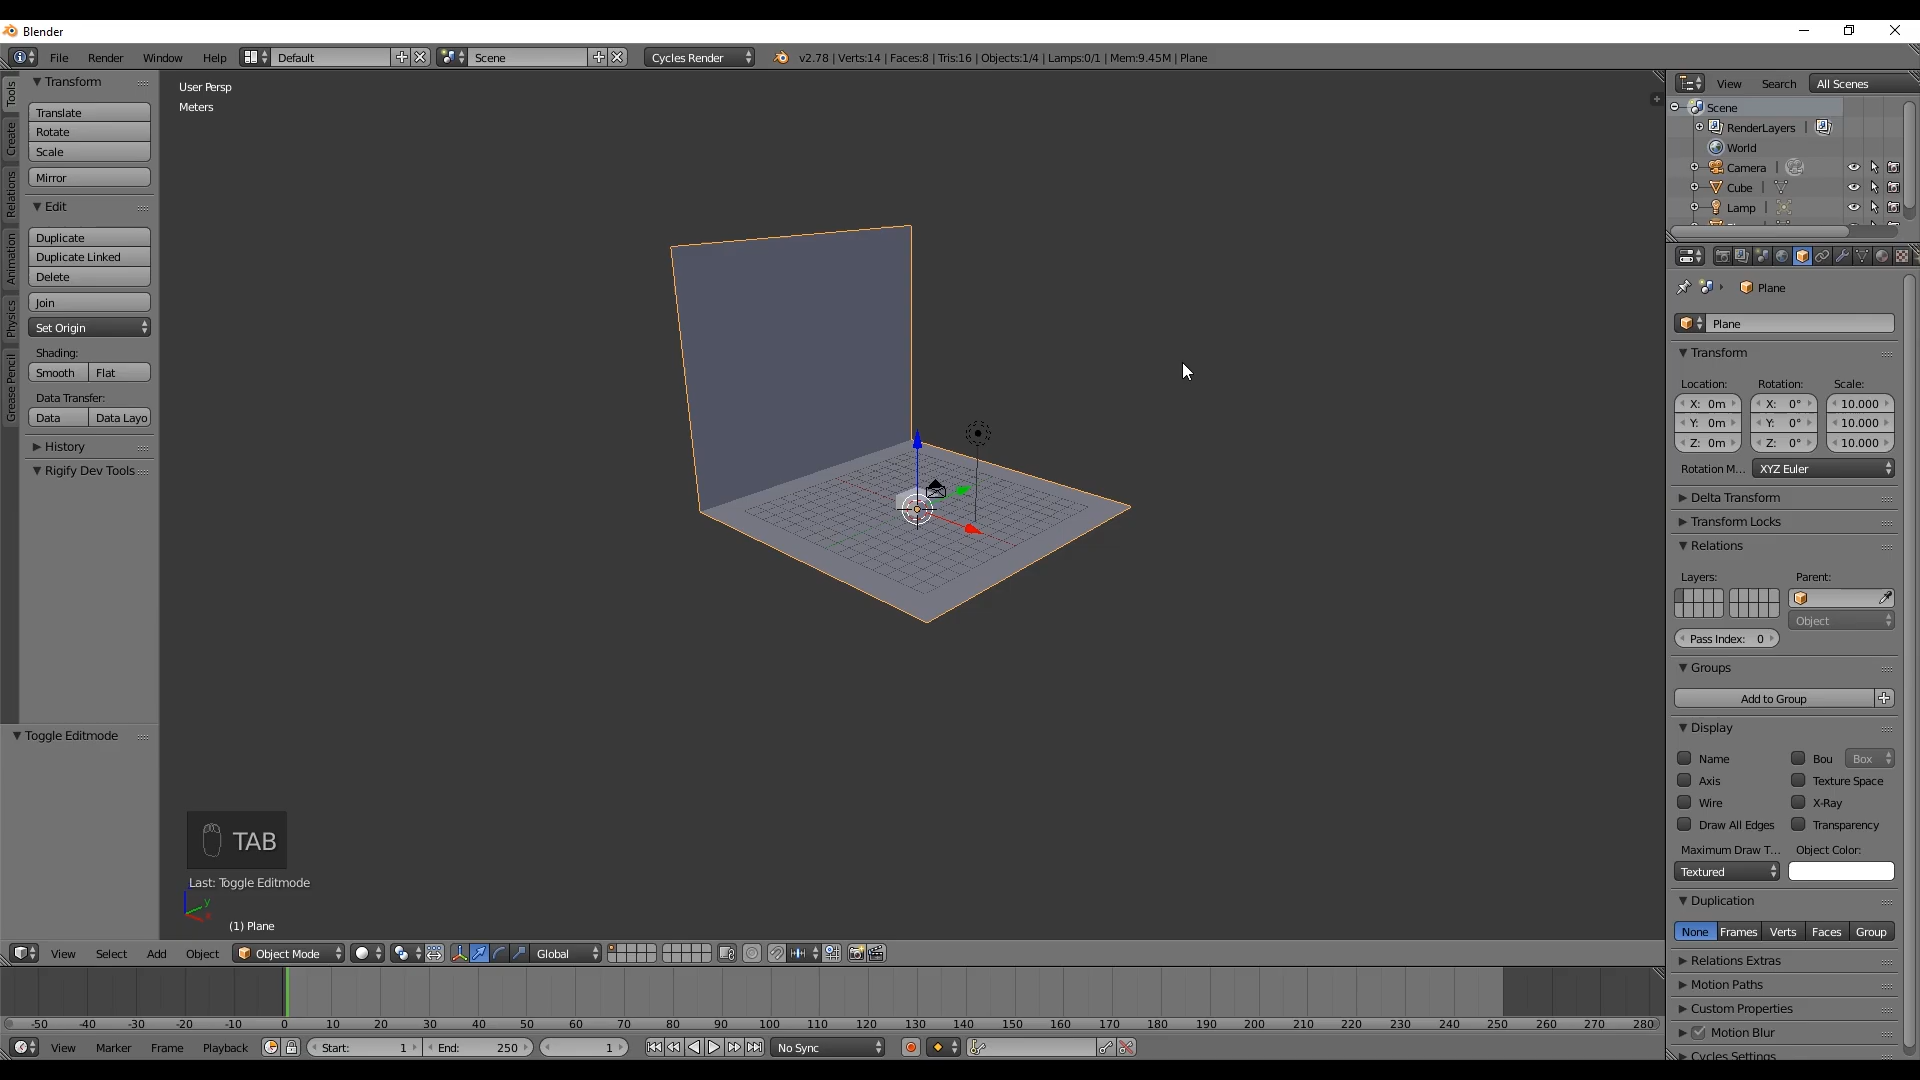 Blender
File Render Window Help Default Scene Cycles Render v2.78 | Verts:14 | Faces:8 | Tris:16 | Objects:1/4 | Lamps:0/1 | Mem:9.45M | Plane
Tools
Create
Relations
Animation
Physics
Grease Pencil
Transform
Translate
Rotate
Scale
Mirror
Edit
Duplicate
Duplicate Linked
Delete
Join
Set Origin
Shading:
Smooth Flat
Data Transfer:
Data Data Layo
History
Rigify Dev Tools
Toggle Editmode
User Persp
Meters
TAB
Last: Toggle Editmode
y
(1) Plane
View Search All Scenes
Scene
RenderLayers |
World
Camera |
Cube |
Lamp |
Plane
Plane
Transform
Location: Rotation: Scale:
X: 0m X: 0° 10.000
Y: 0m Y: 0° 10.000
Z: 0m Z: 0° 10.000
Rotation M... XYZ Euler
Delta Transform
Transform Locks
Relations
Layers: Parent:
Object
Pass Index: 0
Groups
Add to Group
Display
Name Bou Box
Axis Texture Space
Wire X-Ray
Draw All Edges Transparency
Maximum Draw T... Object Color:
Textured
Duplication
None Frames Verts Faces Group
Relations Extras
Motion Paths
Custom Properties
Motion Blur
Cycles Settings
View Select Add Object Object Mode Global
-50 -40 -30 -20 -10 0 10 20 30 40 50 60 70 80 90 100 110 120 130 140 150 160 170 180 190 200 210 220 230 240 250 260 270 280
View Marker Frame Playback Start: 1 End: 250 1 No Sync